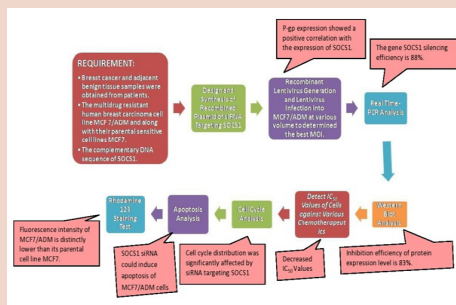 P-gp expression showed a
positive correlation with
the expression of SOCS1.
The gene SOCS1 silencing
efficiency is 88%.
REQUIREMENT:
• Breast cancer and adjacent
benign tissue samples were
obtained from patients.
• The multidrug resistant
human breast carcinoma cell
line MCF 7/ADM and along
with their parental sensitive
cell lines MCF7.
• The complementary DNA
sequence of SOCS1.
Design and
Synthesis of
Recombined
Plasmid of siRNA
Targeting SOCS1
Recombinant
Lentivirus Generation
and Lentivirus
Infection into
MCF7/ADM at various
volume to determined
the best MOI.
Real Time-
PCR Analysis
Western
Blot Analysis
Detect IC50
Values of Cells
against Various
Chemotherapeut
ics
Cell Cycle
Analysis
Apoptosis
Analysis
Rhodamine
123
Staining
Test
Fluorescence intensity of
MCF7/ADM is distinctly
lower than its parental
cell line MCF7.
SOCS1 siRNA
could induce
apoptosis of
MCF7/ADM cells
Cell cycle distribution was
significantly affected by
siRNA targeting SOCS1
Decreased
IC50 Values
Inhibition efficiency of protein
expression level is 83%.